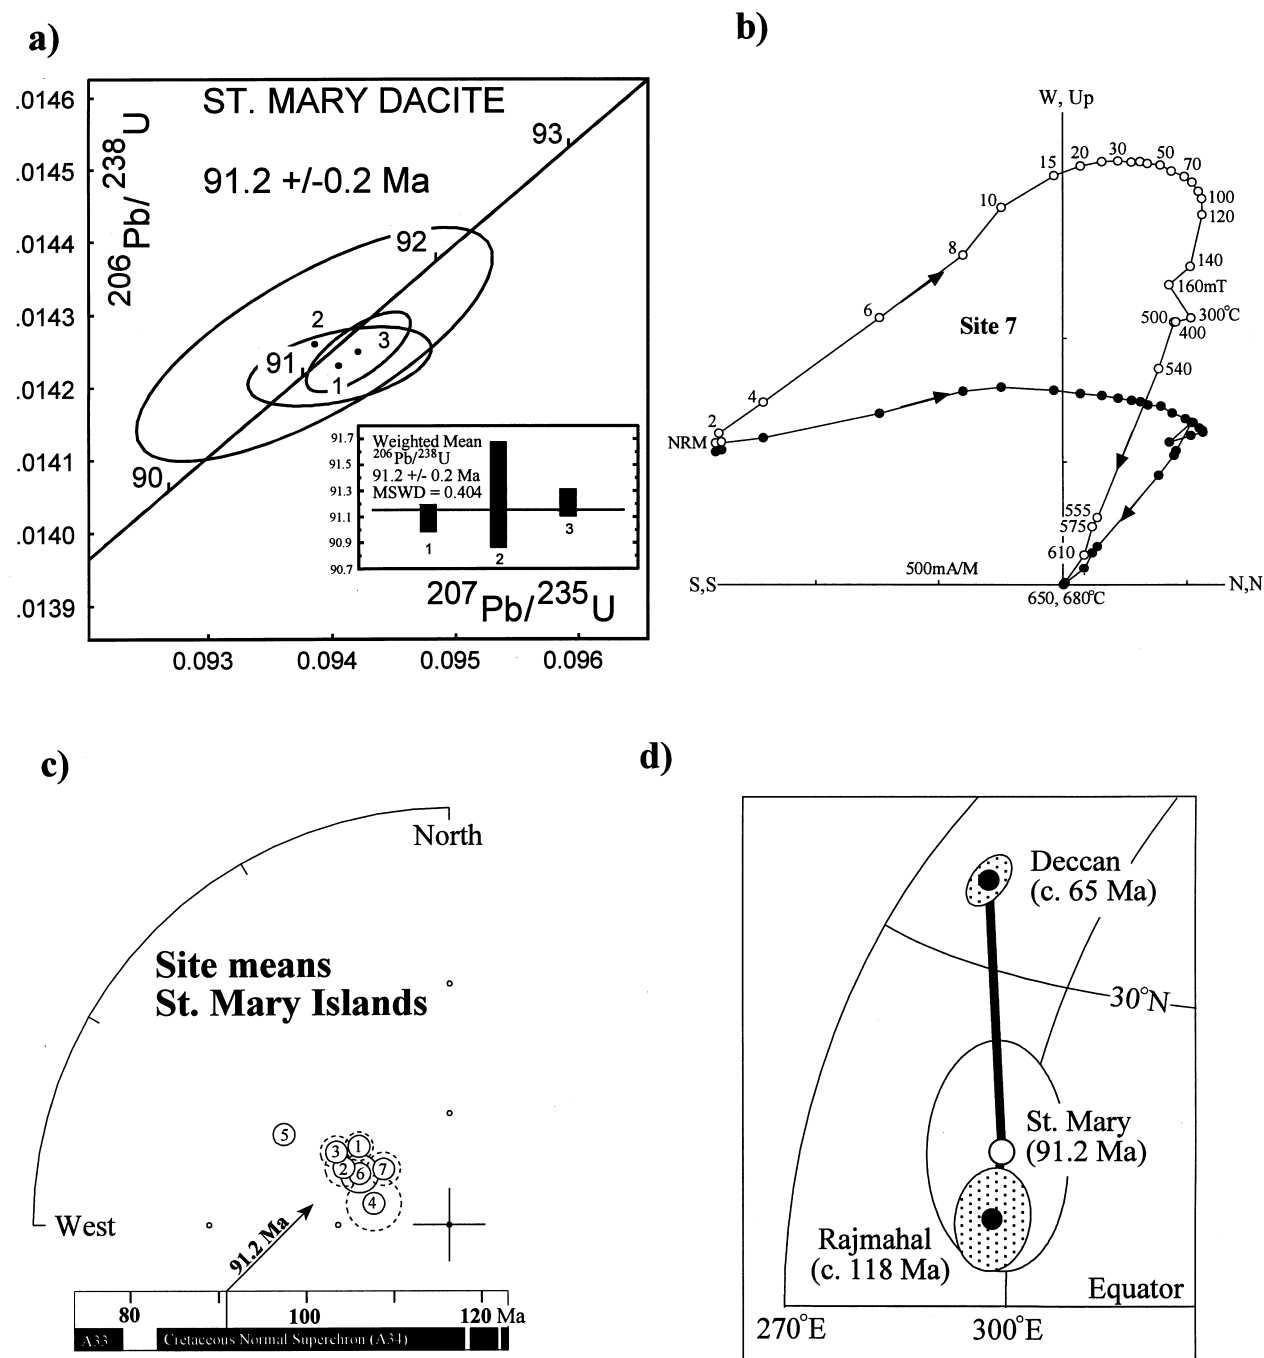 a)
ST. MARY DACITE
91.2 +/-0.2 Ma
206Pb/238U
.0146
.0145
.0144
.0143
.0142
.0141
.0140
.0139
93
92
91
90
2
3
1
91.7
91.5
91.3
91.1
90.9
90.7
Weighted Mean
206Pb/238U
91.2 +/- 0.2 Ma
MSWD = 0.404
1
2
3
207Pb/235U
0.093
0.094
0.095
0.096
b)
W, Up
15
20
30
50
70
100
120
140
160mT
300°C
500
400
540
10
8
6
4
2
NRM
Site 7
555
575
610
500mA/M
S,S
N,N
650, 680°C
c)
North
Site means
St. Mary Islands
5
3
1
2
6
7
4
West
91.2 Ma
80
100
120 Ma
A33
Cretaceous Normal Superchron (A34)
d)
Deccan
(c. 65 Ma)
30°N
St. Mary
(91.2 Ma)
Rajmahal
(c. 118 Ma)
Equator
270°E
300°E